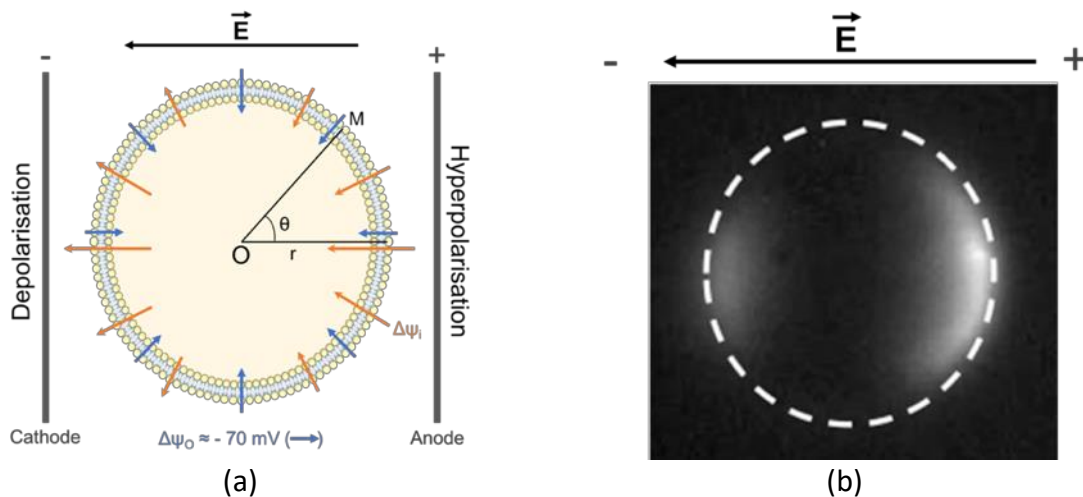 E
- +
Depolarisation
M
θ
O
r
Hyperpolarisation
Δψi
Cathode
Δψo ≈ - 70 mV (→)
Anode
(a)
E
- +
(b)